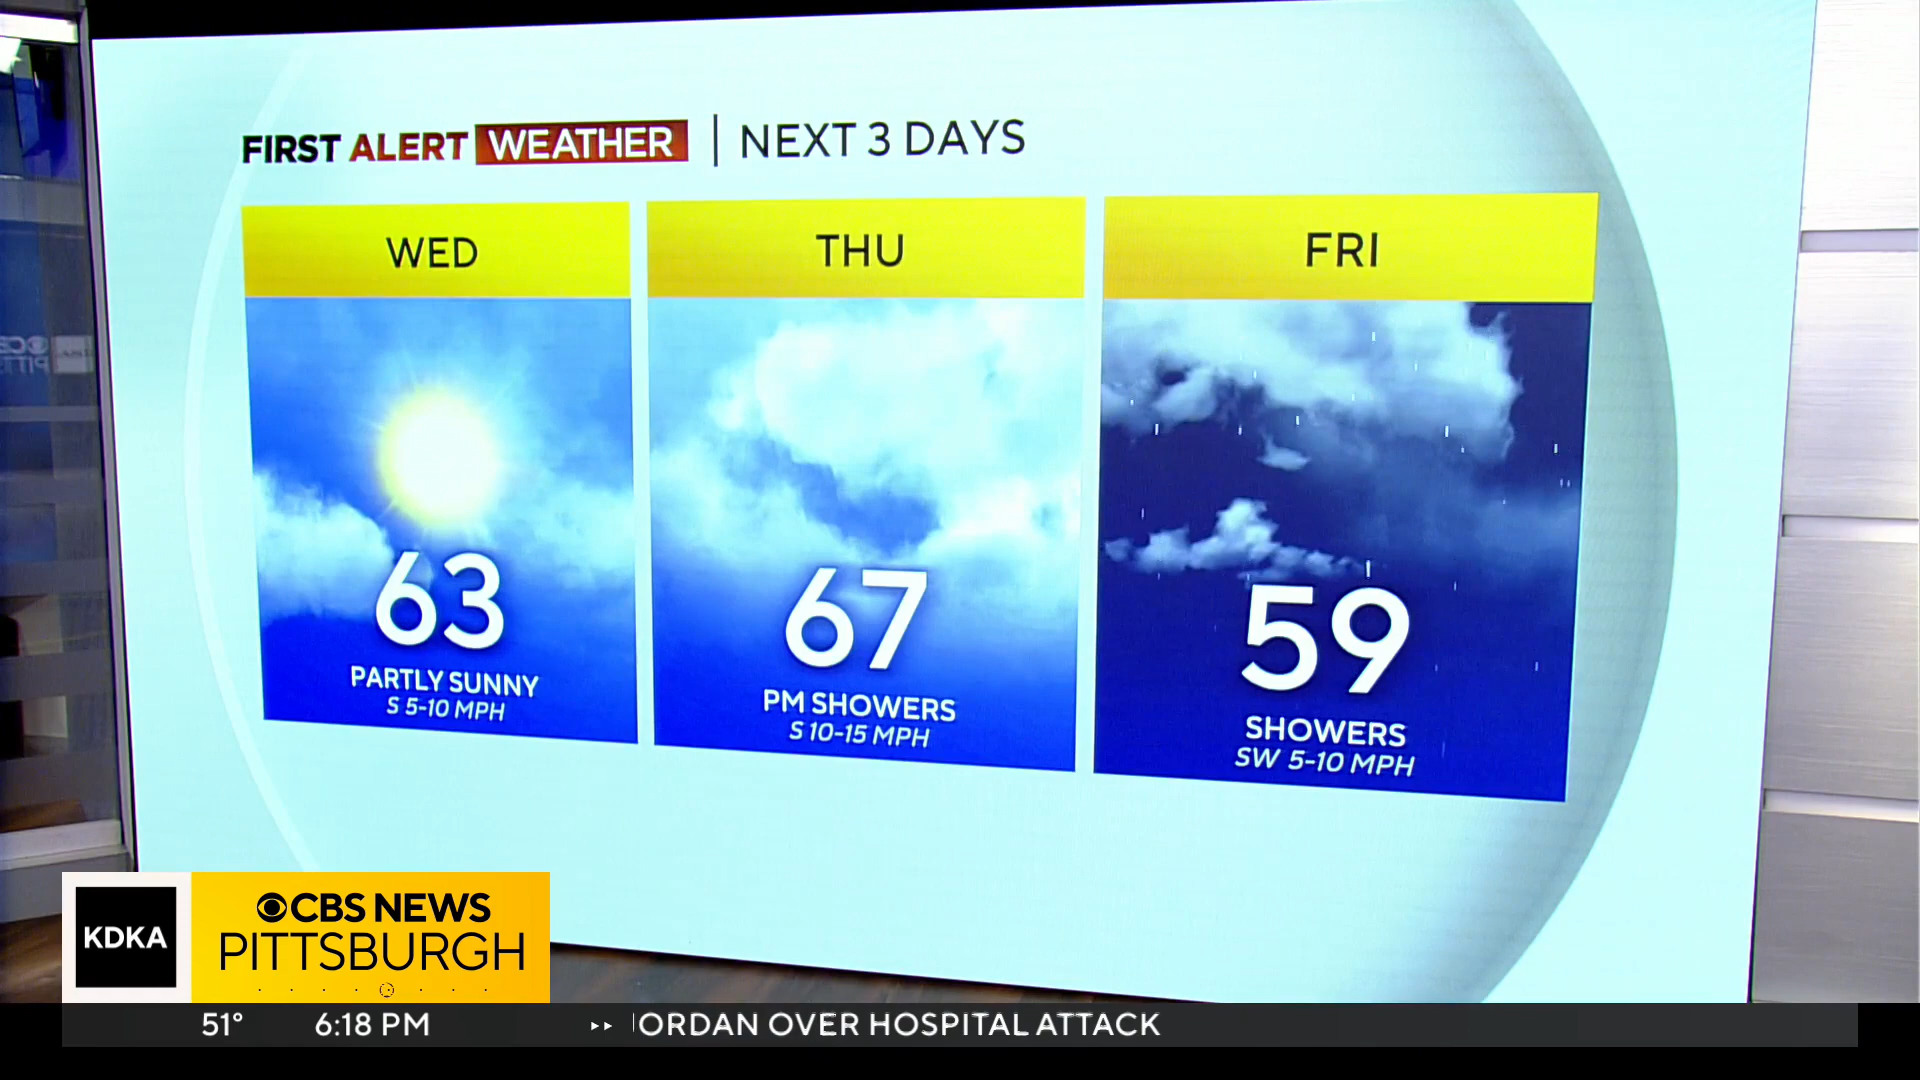 FIRST ALERT WEATHER | NEXT 3 DAYS
WED
63
PARTLY SUNNY
S 5-10 MPH
THU
67
PM SHOWERS
S 10-15 MPH
FRI
59
SHOWERS
SW 5-10 MPH
KDKA
CBS NEWS
PITTSBURGH
51° 6:18 PM ORDAN OVER HOSPITAL ATTACK